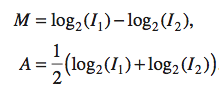 M = log₂(I₁) − log₂(I₂),
A = 1/2 (log₂(I₁) + log₂(I₂))